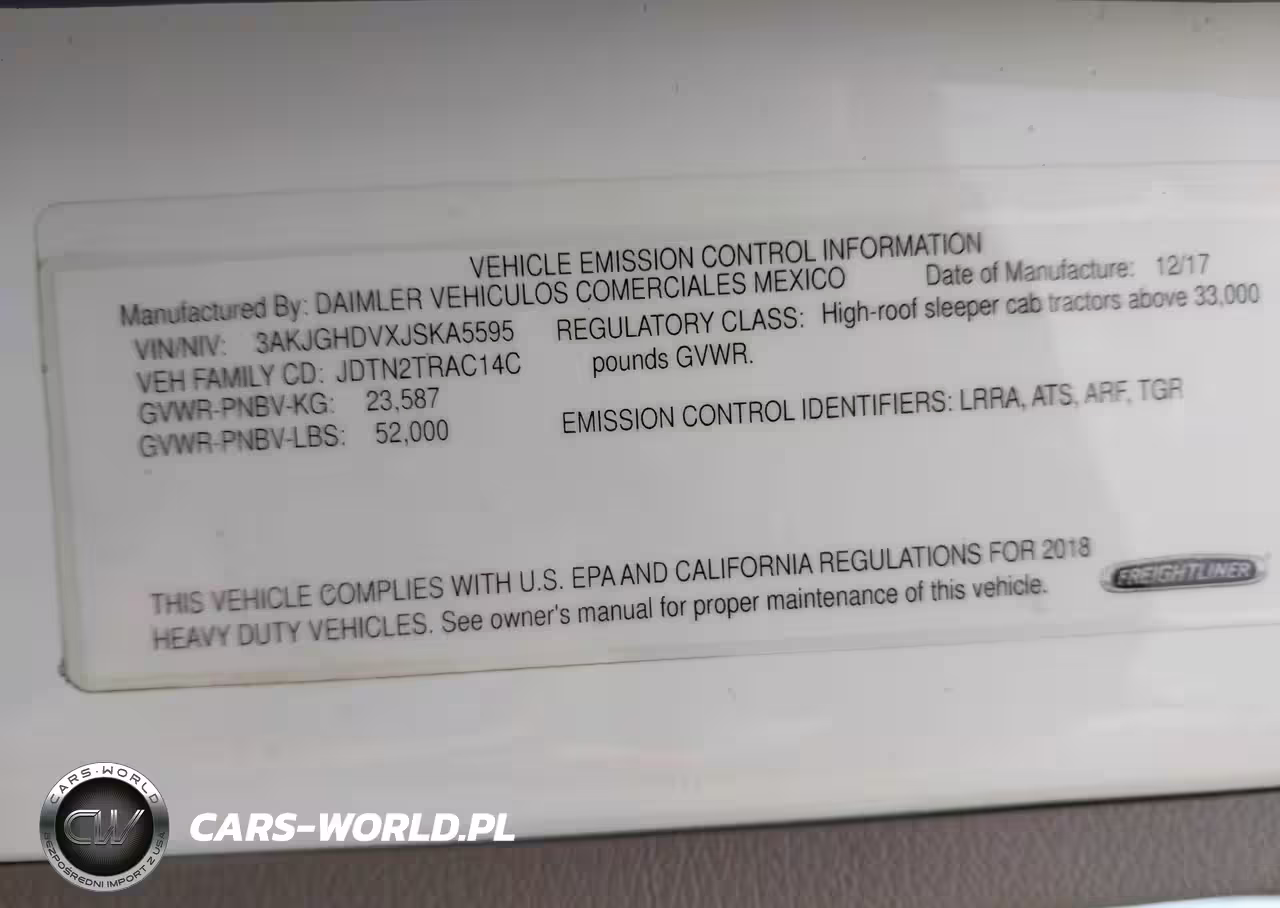 VEHICLE EMISSION CONTROL INFORMATION
Manufactured By: DAIMLER VEHICULOS COMERCIALES MEXICO Date of Manufacture: 12/17
VIN/NIV: 3AKJGHDVXJSKA5595 REGULATORY CLASS: High-roof sleeper cab tractors above 33,000
VEH FAMILY CD: JDTN2TRAC14C pounds GVWR.
GVWR-PNBV-KG: 23,587
GVWR-PNBV-LBS: 52,000 EMISSION CONTROL IDENTIFIERS: LRRA, ATS, ARF, TGR
THIS VEHICLE COMPLIES WITH U.S. EPA AND CALIFORNIA REGULATIONS FOR 2018
HEAVY DUTY VEHICLES. See owner's manual for proper maintenance of this vehicle.
FREIGHTLINER
CARS-WORLD
CW
BEZPOŚREDNI IMPORT Z USA
CARS-WORLD.PL